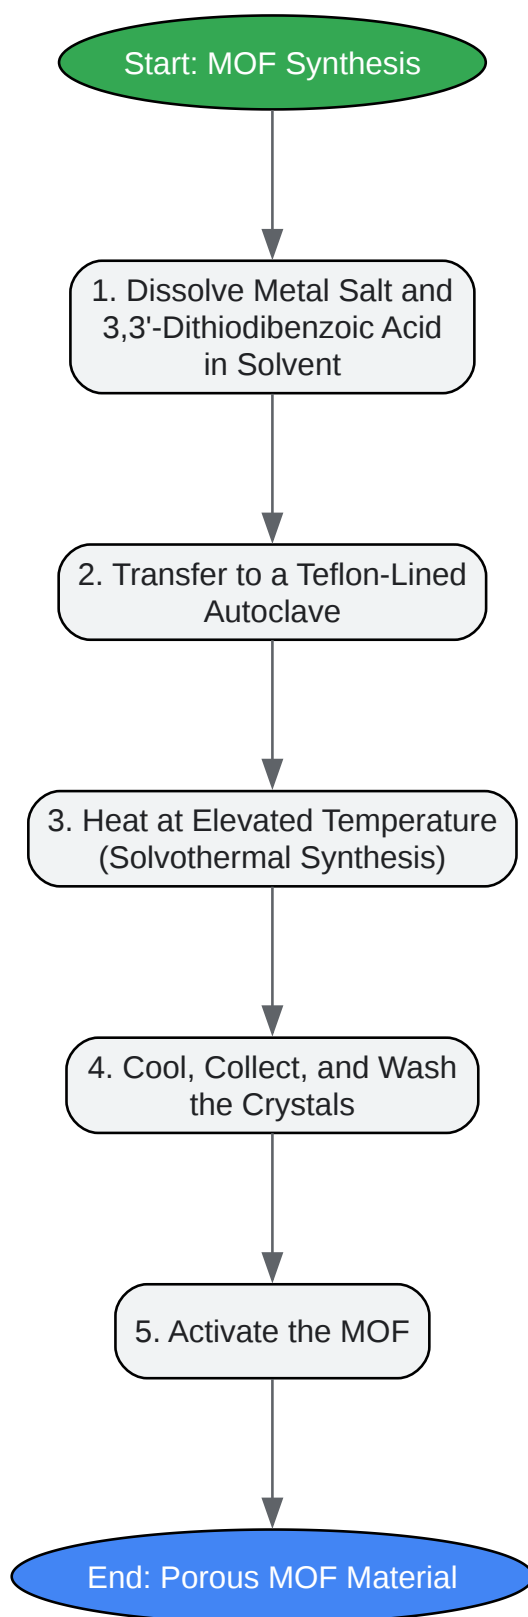 Start: MOF Synthesis
1. Dissolve Metal Salt and
3,3'-Dithiodibenzoic Acid
in Solvent
2. Transfer to a Teflon-Lined
Autoclave
3. Heat at Elevated Temperature
(Solvothermal Synthesis)
4. Cool, Collect, and Wash
the Crystals
5. Activate the MOF
End: Porous MOF Material